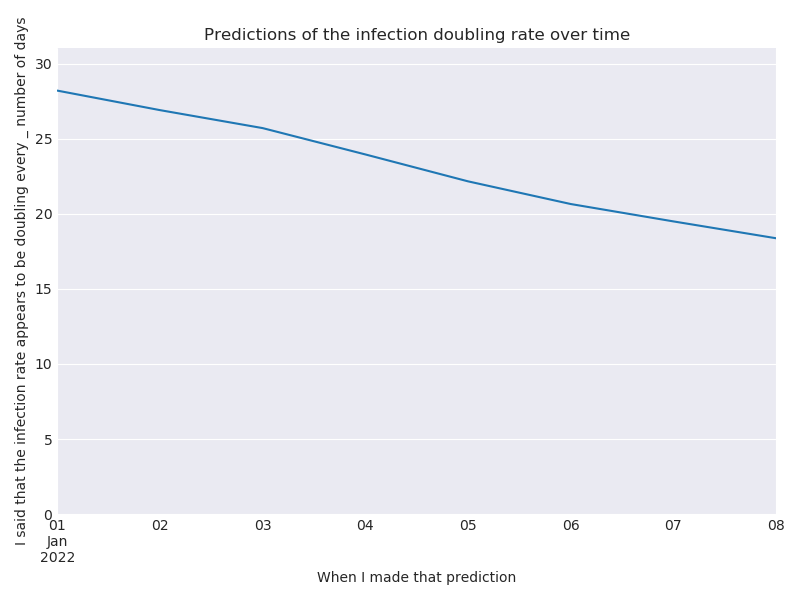 Predictions of the infection doubling rate over time
I said that the infection rate appears to be doubling every _ number of days
30
25
20
15
10
5
0
01 02 03 04 05 06 07 08
Jan
2022
When I made that prediction